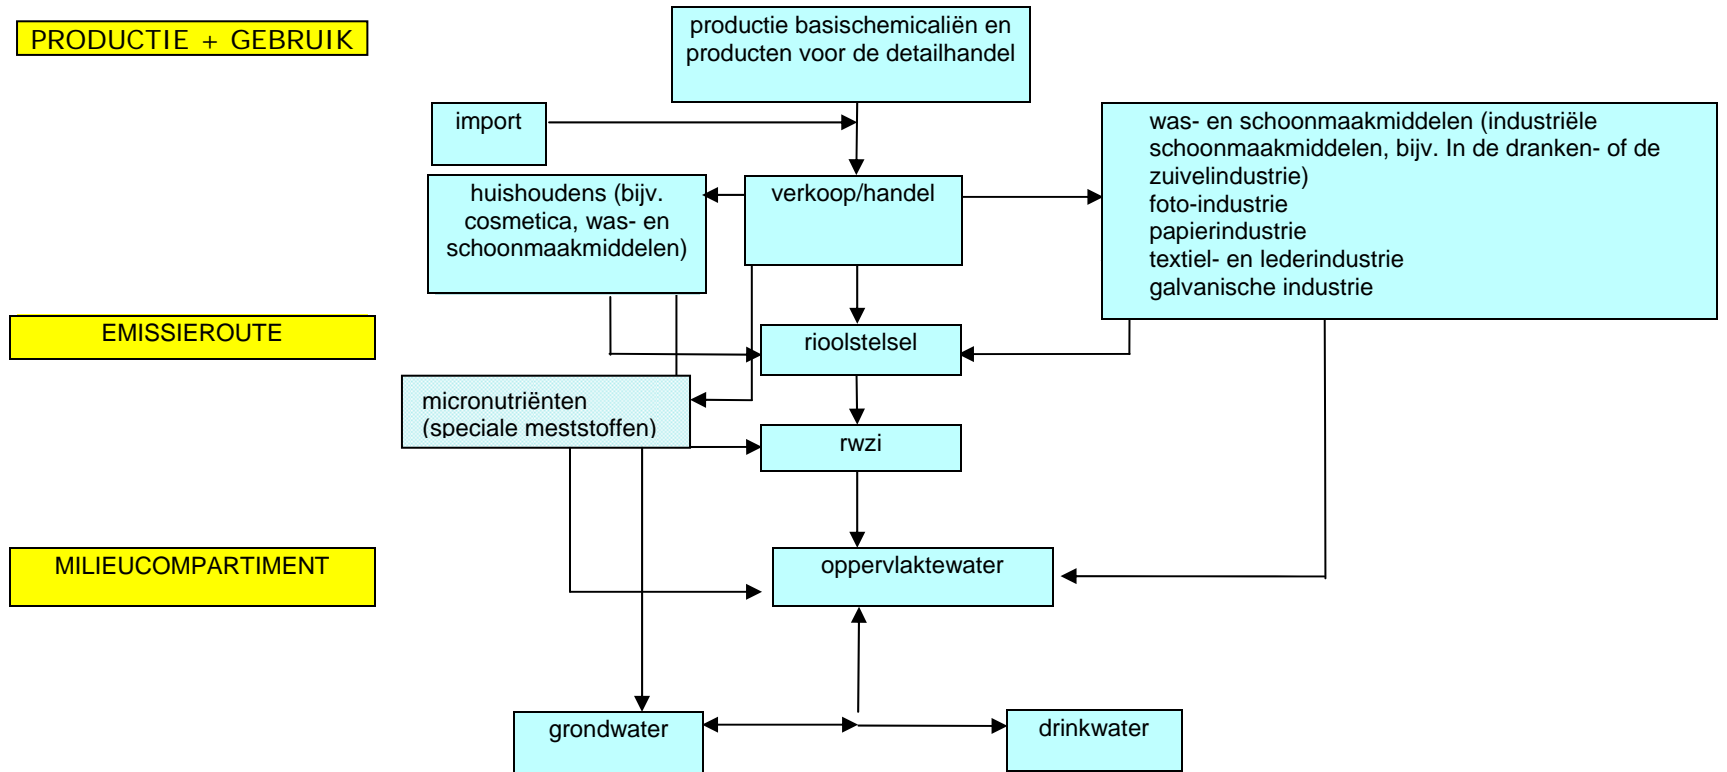 PRODUCTIE + GEBRUIK
productie basischemicaliën en
producten voor de detailhandel
import
was- en schoonmaakmiddelen (industriële
schoonmaakmiddelen, bijv. In de dranken- of de
zuivelindustrie)
foto-industrie
papierindustrie
textiel- en lederindustrie
galvanische industrie
huishoudens (bijv.
cosmetica, was- en
schoonmaakmiddelen)
verkoop/handel
EMISSIEROUTE
rioolstelsel
micronutriënten
(speciale meststoffen)
rwzi
MILIEUCOMPARTIMENT
oppervlaktewater
grondwater
drinkwater